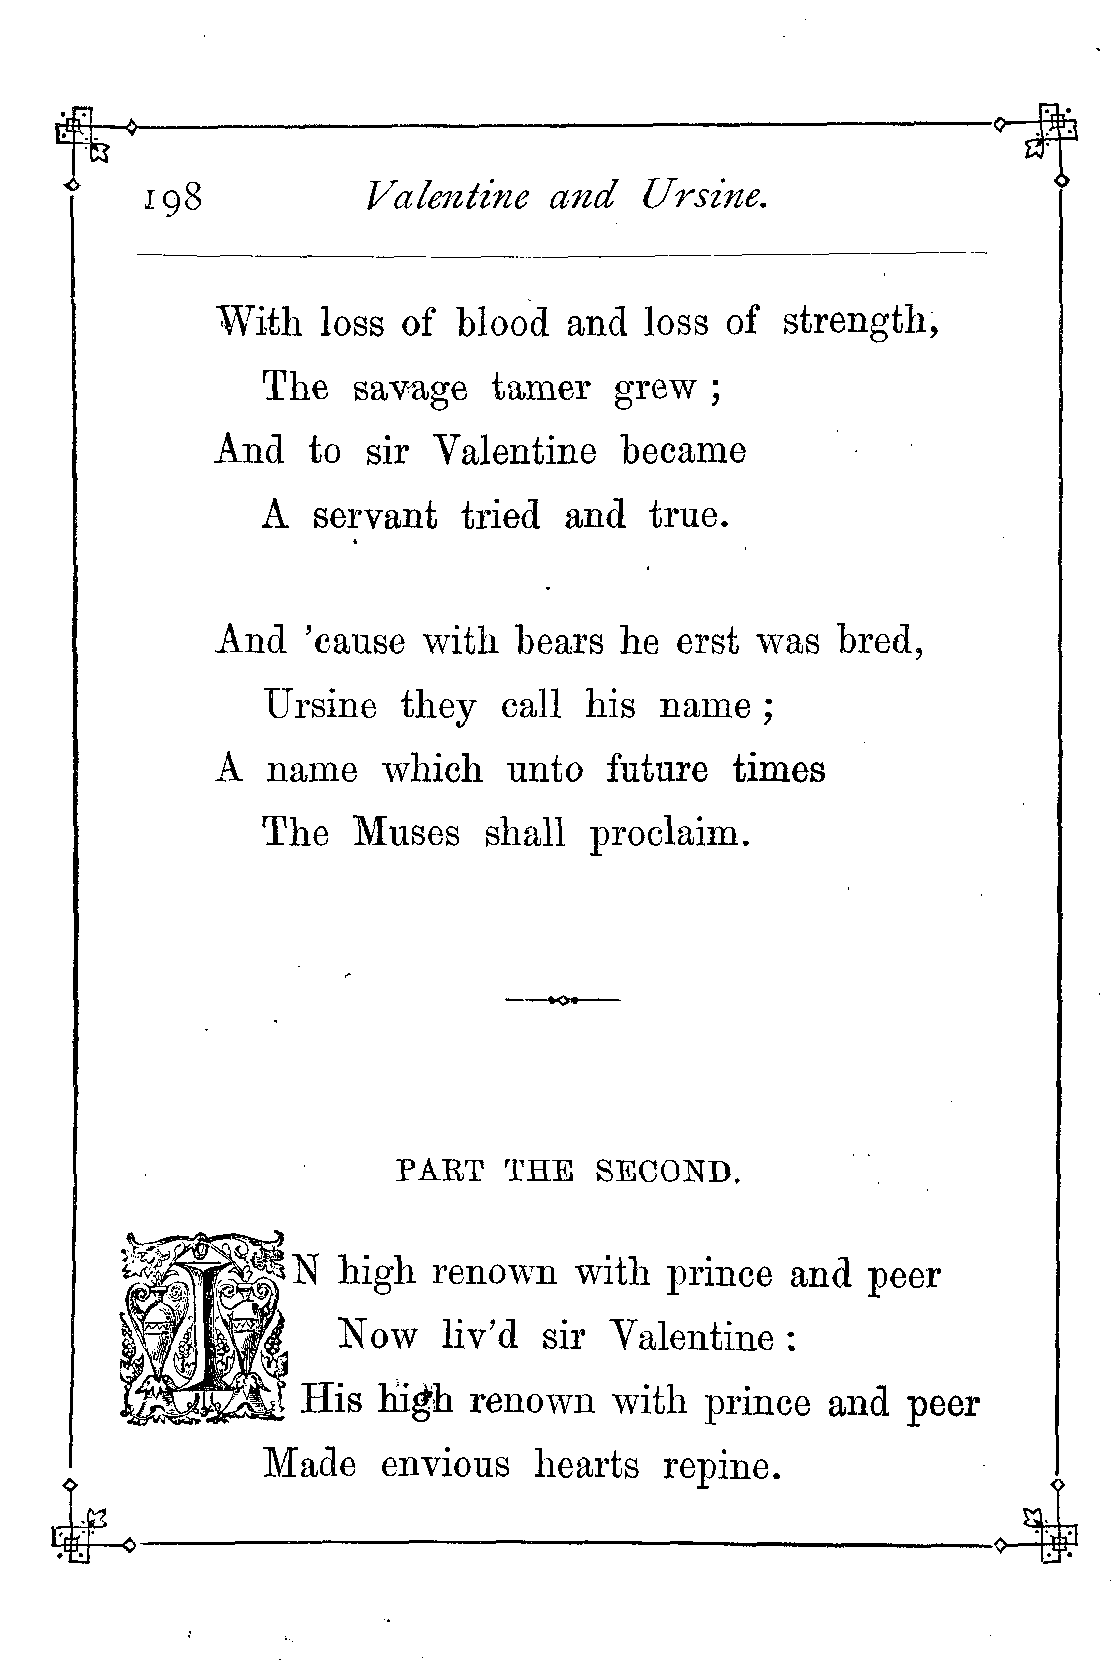 198 Valentine and Ursine.
With loss of blood and loss of strength,
The savage tamer grew ;
And to sir Valentine became
A servant tried and true.
And 'cause with bears he erst was bred,
Ursine they call his name ;
A name which unto future times
The Muses shall proclaim.
PART THE SECOND.
IN high renown with prince and peer
Now liv'd sir Valentine :
His high renown with prince and peer
Made envious hearts repine.